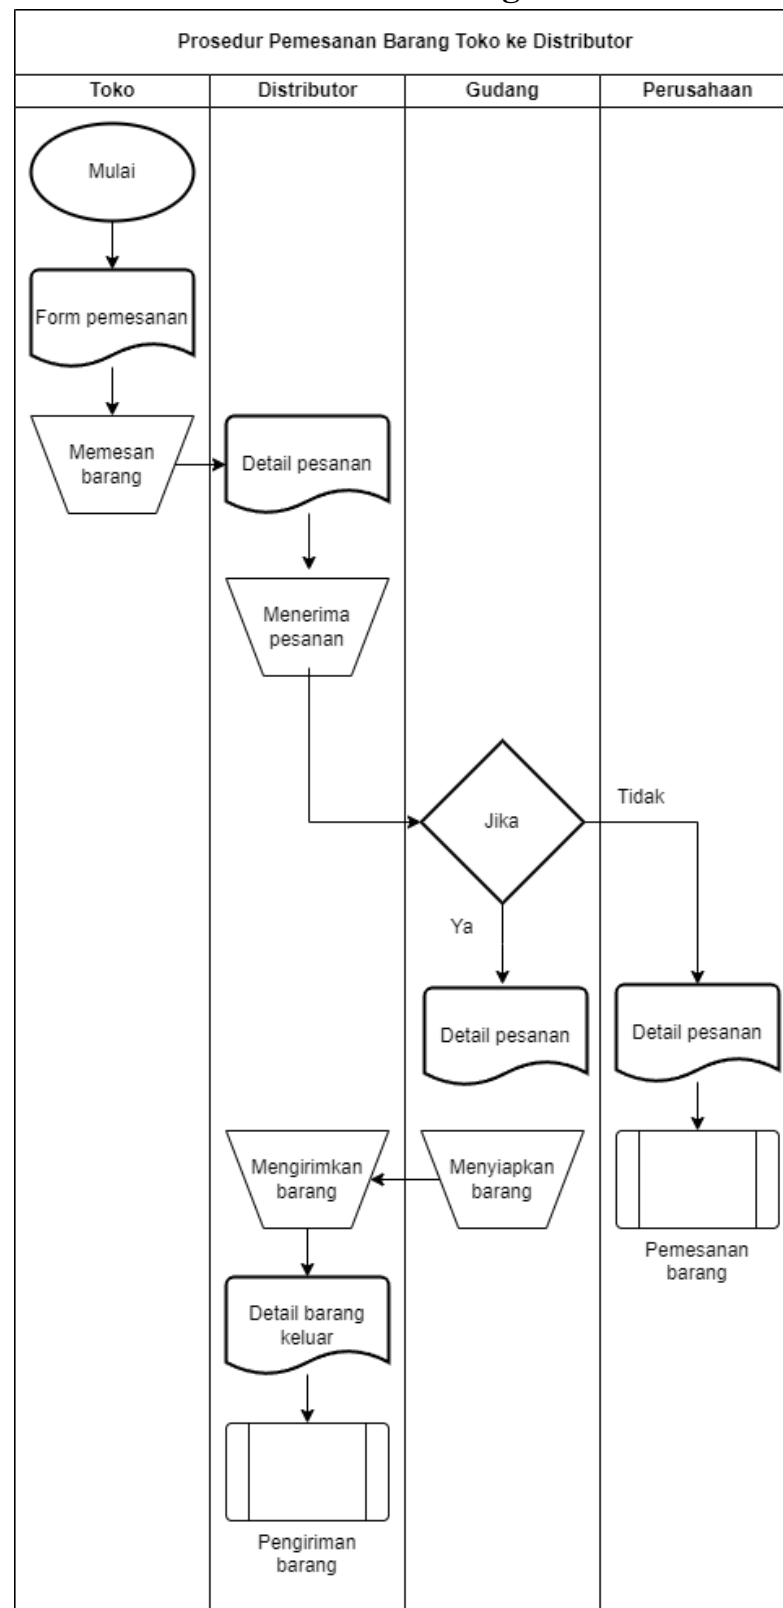 Prosedur Pemesanan Barang Toko ke Distributor
Toko
Distributor
Gudang
Perusahaan
Mulai
Form pemesanan
Memesan
barang
Detail pesanan
Menerima
pesanan
Jika
Tidak
Ya
Detail pesanan
Detail pesanan
Mengirimkan
barang
Menyiapkan
barang
Pemesanan
barang
Detail barang
keluar
Pengiriman
barang